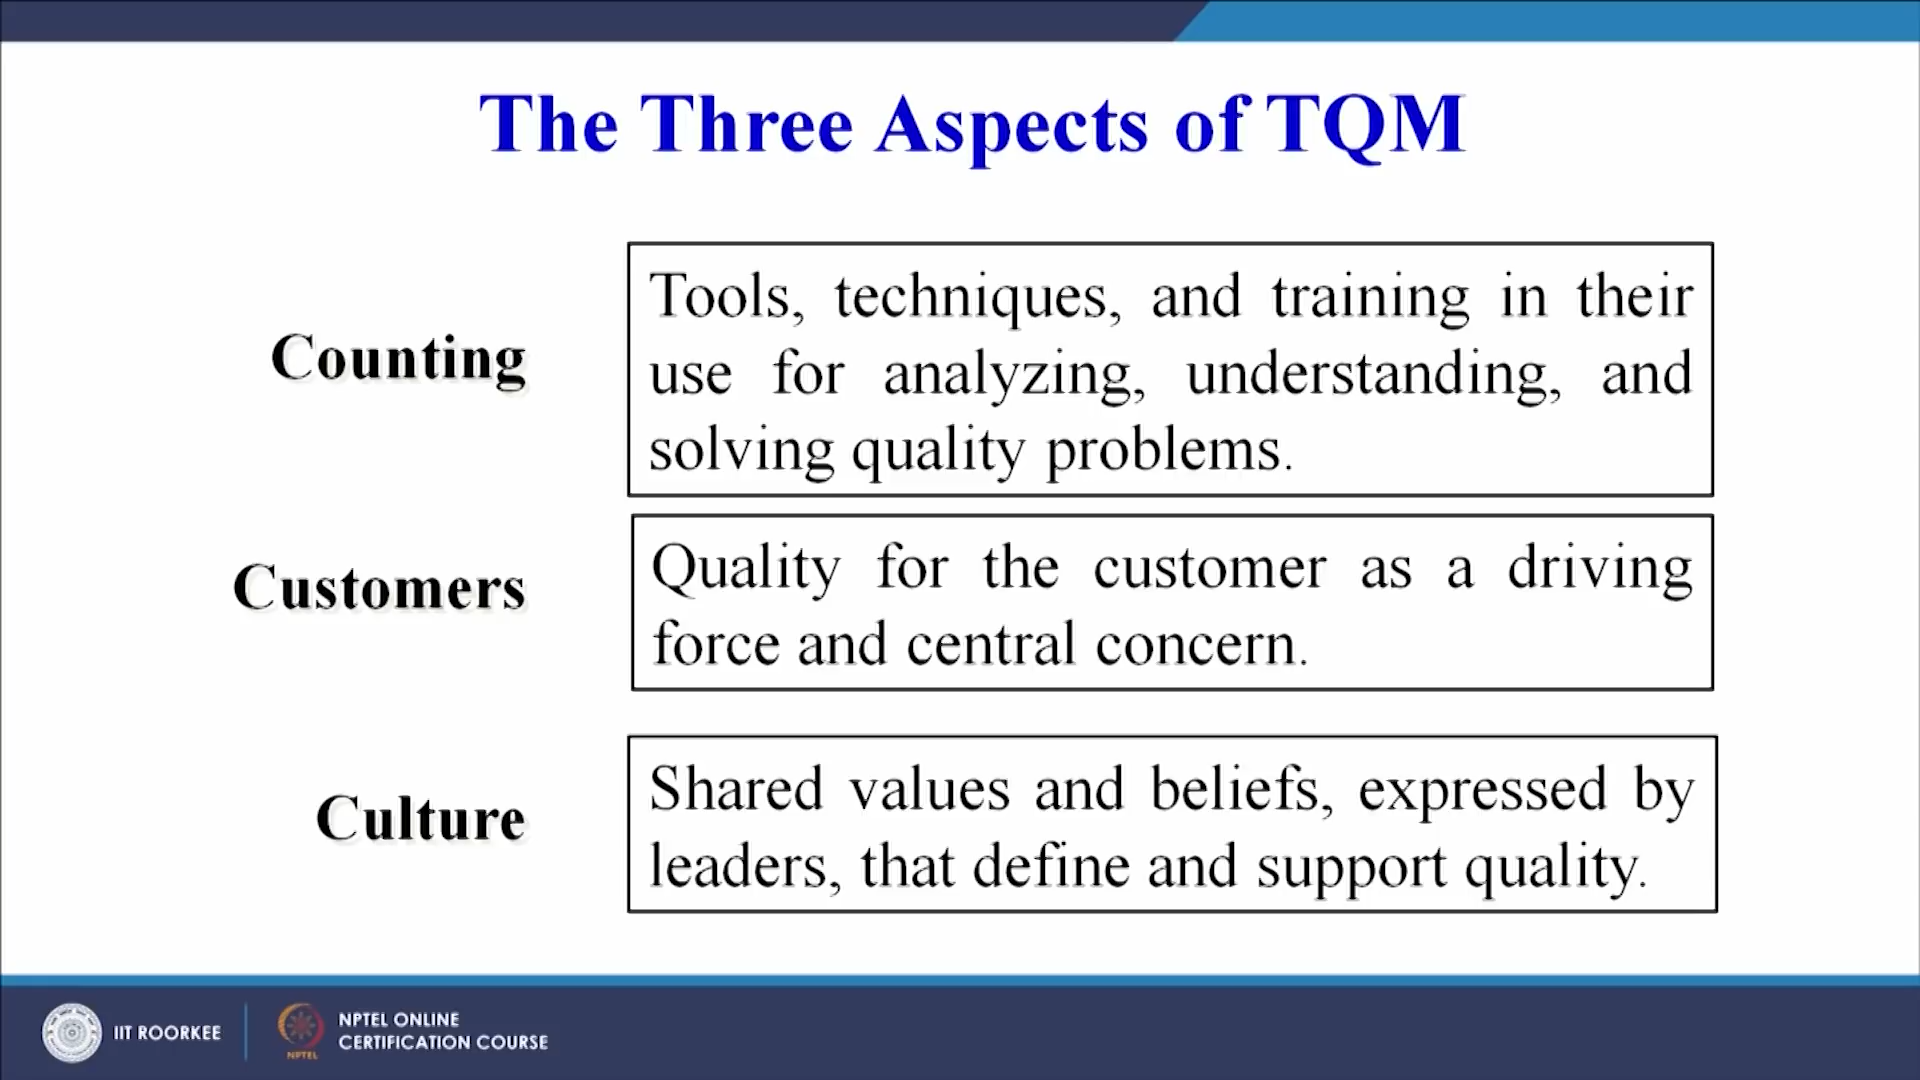 The Three Aspects of TQM
Counting
Tools, techniques, and training in their
use for analyzing, understanding, and
solving quality problems.
Customers
Quality for the customer as a driving
force and central concern.
Culture
Shared values and beliefs, expressed by
leaders, that define and support quality.
IIT ROORKEE
NPTEL
NPTEL ONLINE
CERTIFICATION COURSE